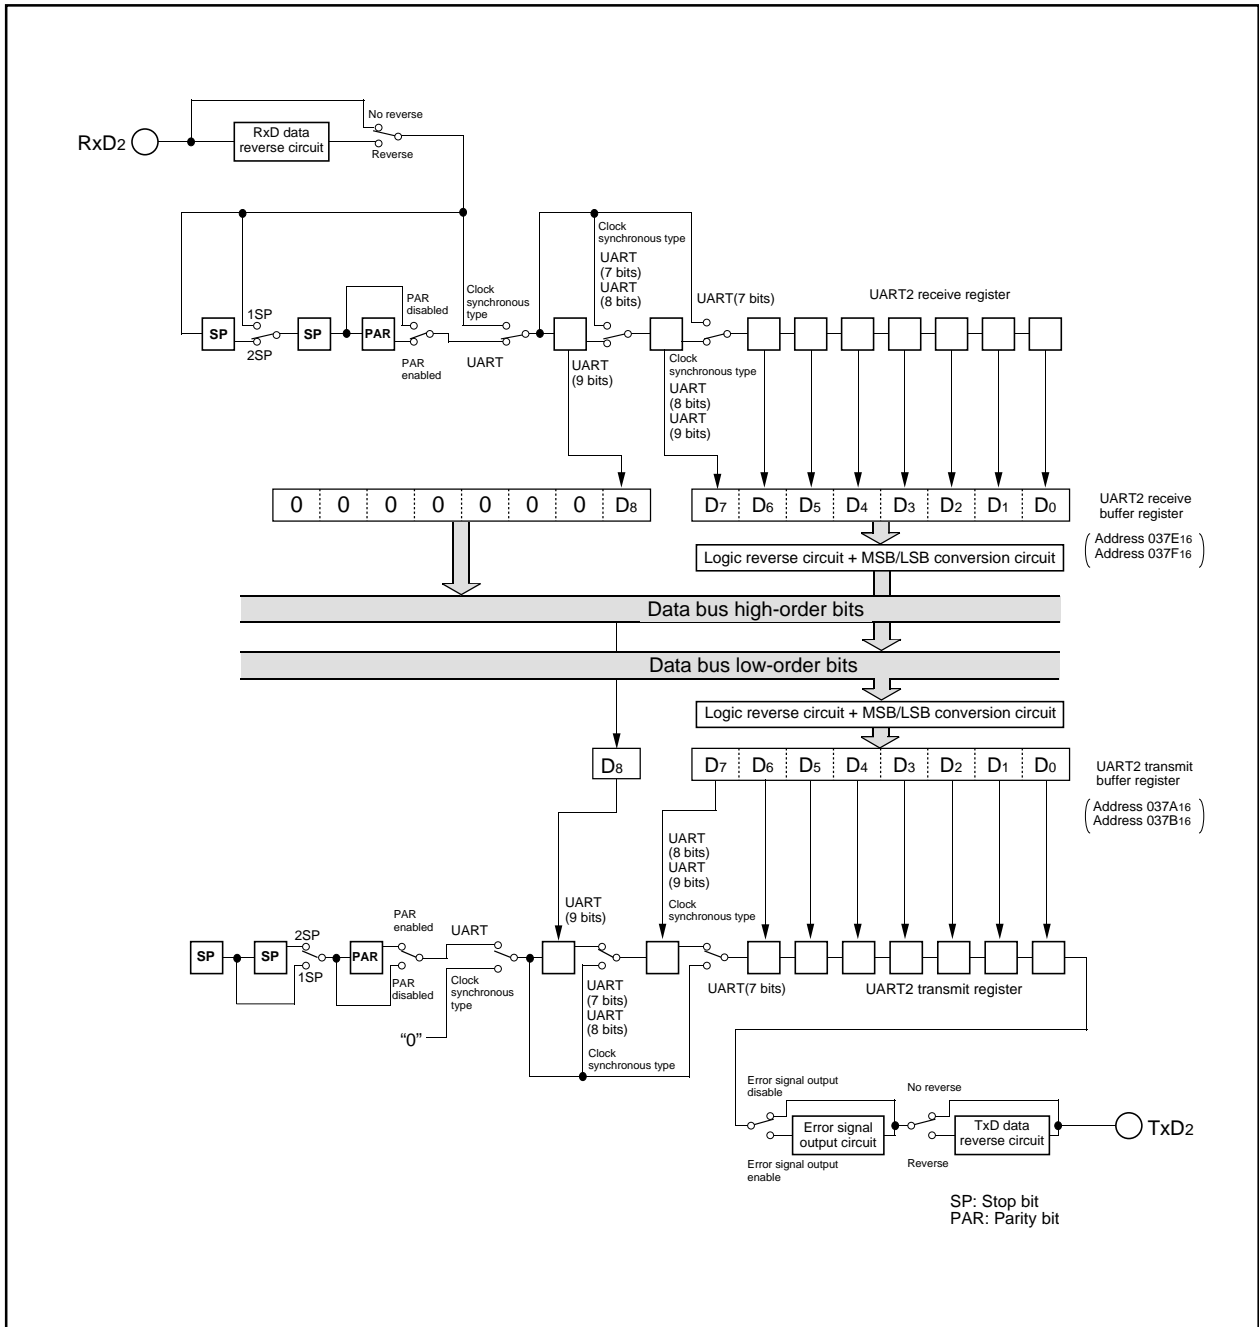 No reverse
RxD2
RxD data
reverse circuit
Reverse
Clock
synchronous type
UART
(7 bits)
UART
(8 bits)
PAR
disabled
Clock
synchronous
type
UART(7 bits)
UART2 receive register
1SP
SP
SP
PAR
2SP
PAR
enabled
UART
UART
(9 bits)
Clock
synchronous type
UART
(8 bits)
UART
(9 bits)
0 0 0 0 0 0 0 D8
D7 D6 D5 D4 D3 D2 D1 D0
UART2 receive
buffer register
Address 037E16
Address 037F16
Logic reverse circuit + MSB/LSB conversion circuit
Data bus high-order bits
Data bus low-order bits
Logic reverse circuit + MSB/LSB conversion circuit
D8
D7 D6 D5 D4 D3 D2 D1 D0
UART2 transmit
buffer register
Address 037A16
Address 037B16
UART
(8 bits)
UART
(9 bits)
Clock
synchronous type
UART
(9 bits)
PAR
enabled
UART
2SP
SP
SP
PAR
1SP
PAR
disabled
Clock
synchronous
type
“0”
UART
(7 bits)
UART
(8 bits)
Clock
synchronous type
UART(7 bits)
UART2 transmit register
Error signal output
disable
No reverse
Error signal
output circuit
TxD data
reverse circuit
TxD2
Error signal output
enable
Reverse
SP: Stop bit
PAR: Parity bit